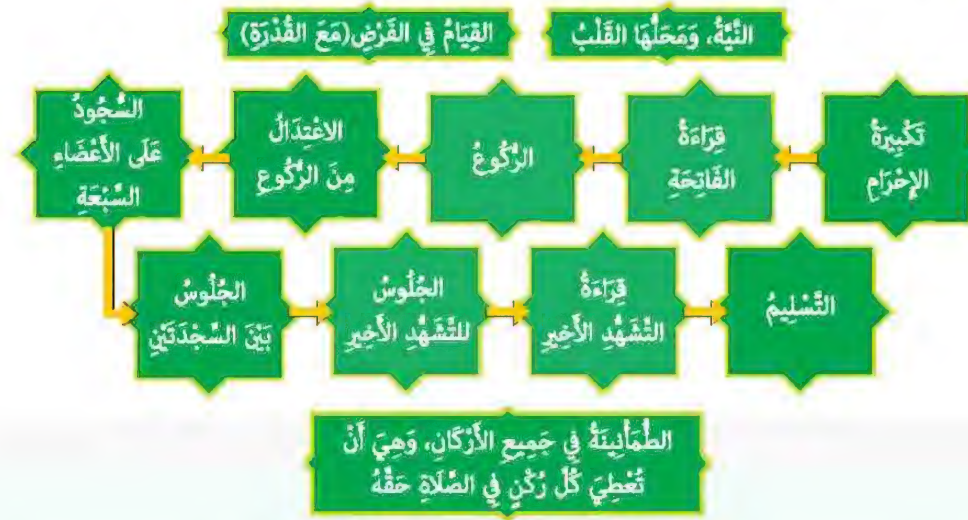 النِّيَّةُ، وَمَحَلُّهَا القَلْبُ
القِيَامُ فِي الفَرْضِ(مَعَ القُدْرَةِ)
تَكْبِيرَةُ
الإِحْرَامِ
قِرَاءَةُ
الفَاتِحَةِ
الرُّكُوعُ
الاعْتِدَالُ
مِنَ الرُّكُوعِ
السُّجُودُ
عَلَى الأَعْضَاءِ
السَّبْعَةِ
الجُلُوسُ
بَيْنَ السَّجْدَتَيْنِ
الجُلُوسُ
للتَّشَهُّدِ الأَخِيرِ
قِرَاءَةُ
التَّشَهُّدِ الأَخِيرِ
التَّسْلِيمُ
الطُّمَأْنِينَةُ فِي جَمِيعِ الأَرْكَانِ، وَهِيَ أَنْ
تُعْطِيَ كُلَّ رُكْنٍ فِي الصَّلَاةِ حَقَّهُ